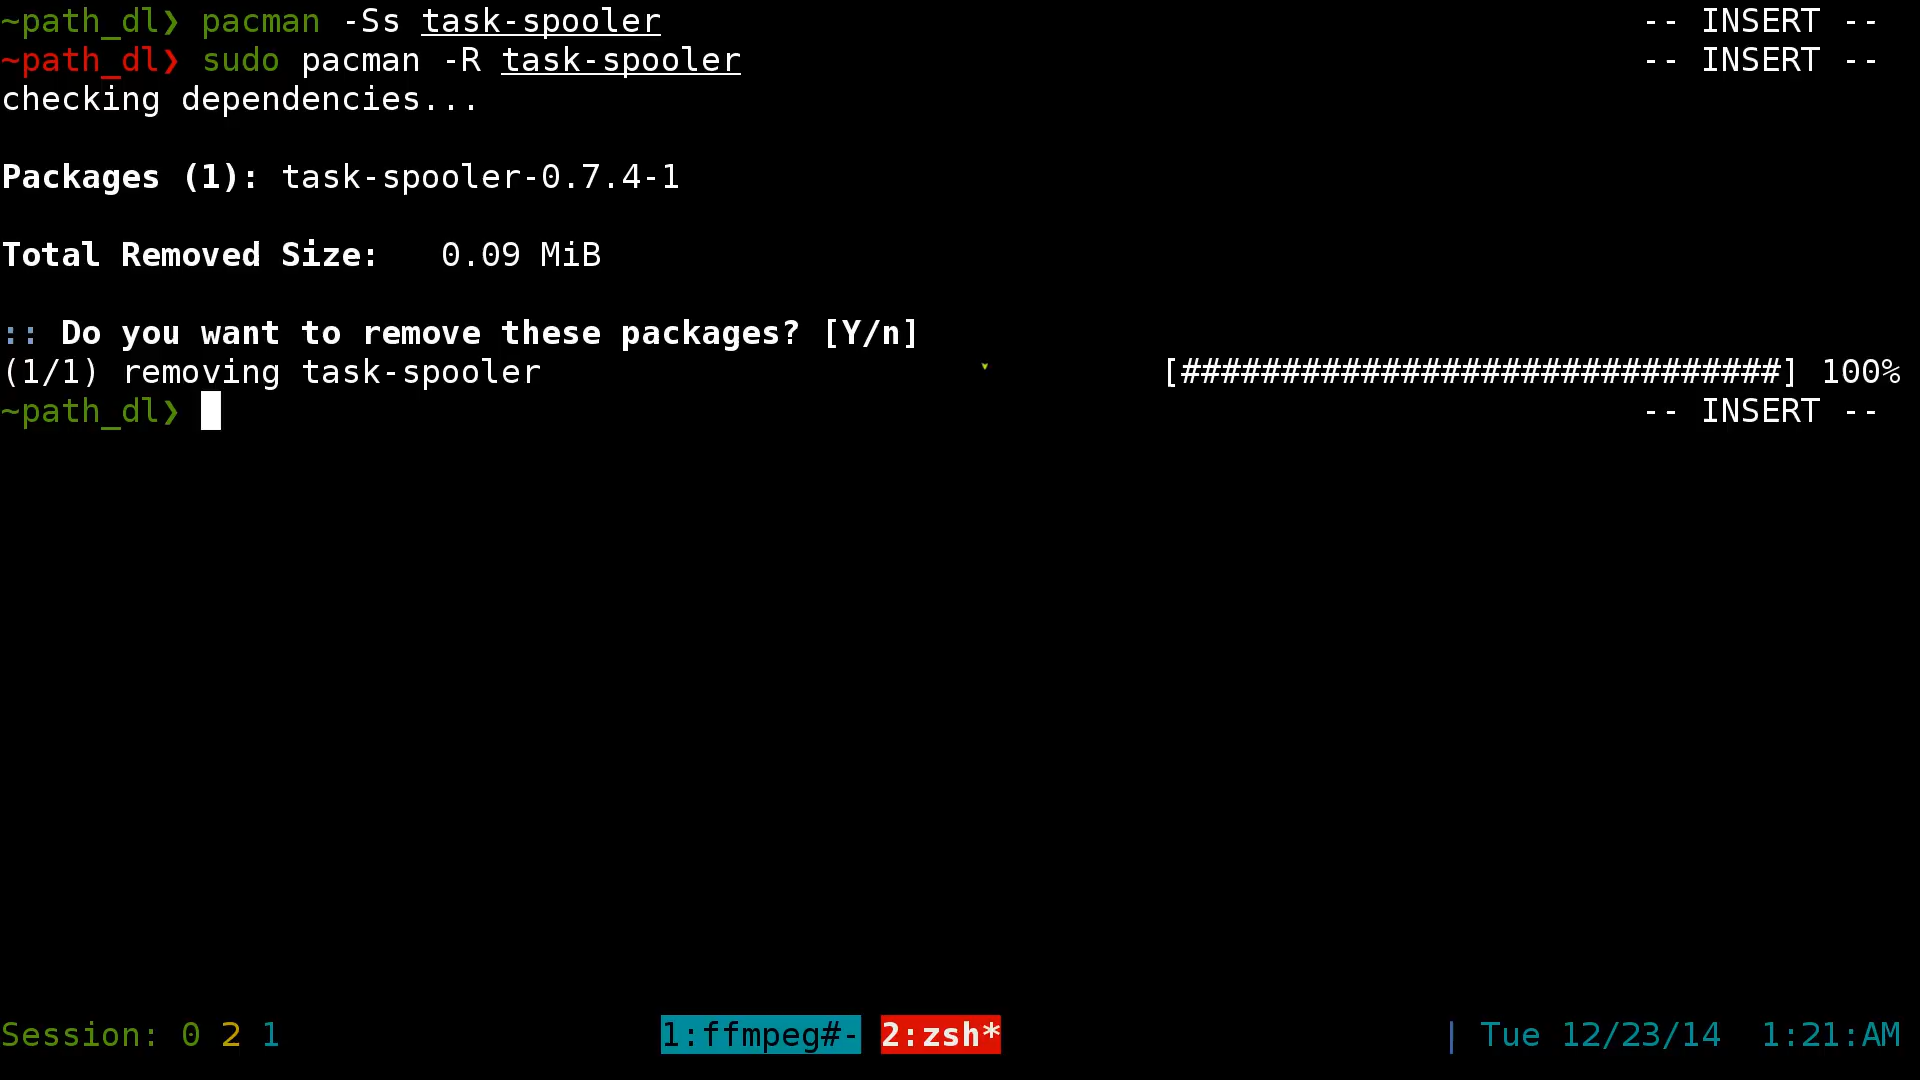 ~path_dl❯ pacman -Ss task-spooler -- INSERT --
~path_dl❯ sudo pacman -R task-spooler -- INSERT --
checking dependencies...
Packages (1): task-spooler-0.7.4-1
Total Removed Size:   0.09 MiB
:: Do you want to remove these packages? [Y/n]
(1/1) removing task-spooler [##############################] 100%
~path_dl❯ -- INSERT --
Session: 0 2 1 1:ffmpeg#- 2:zsh* | Tue 12/23/14  1:21:AM